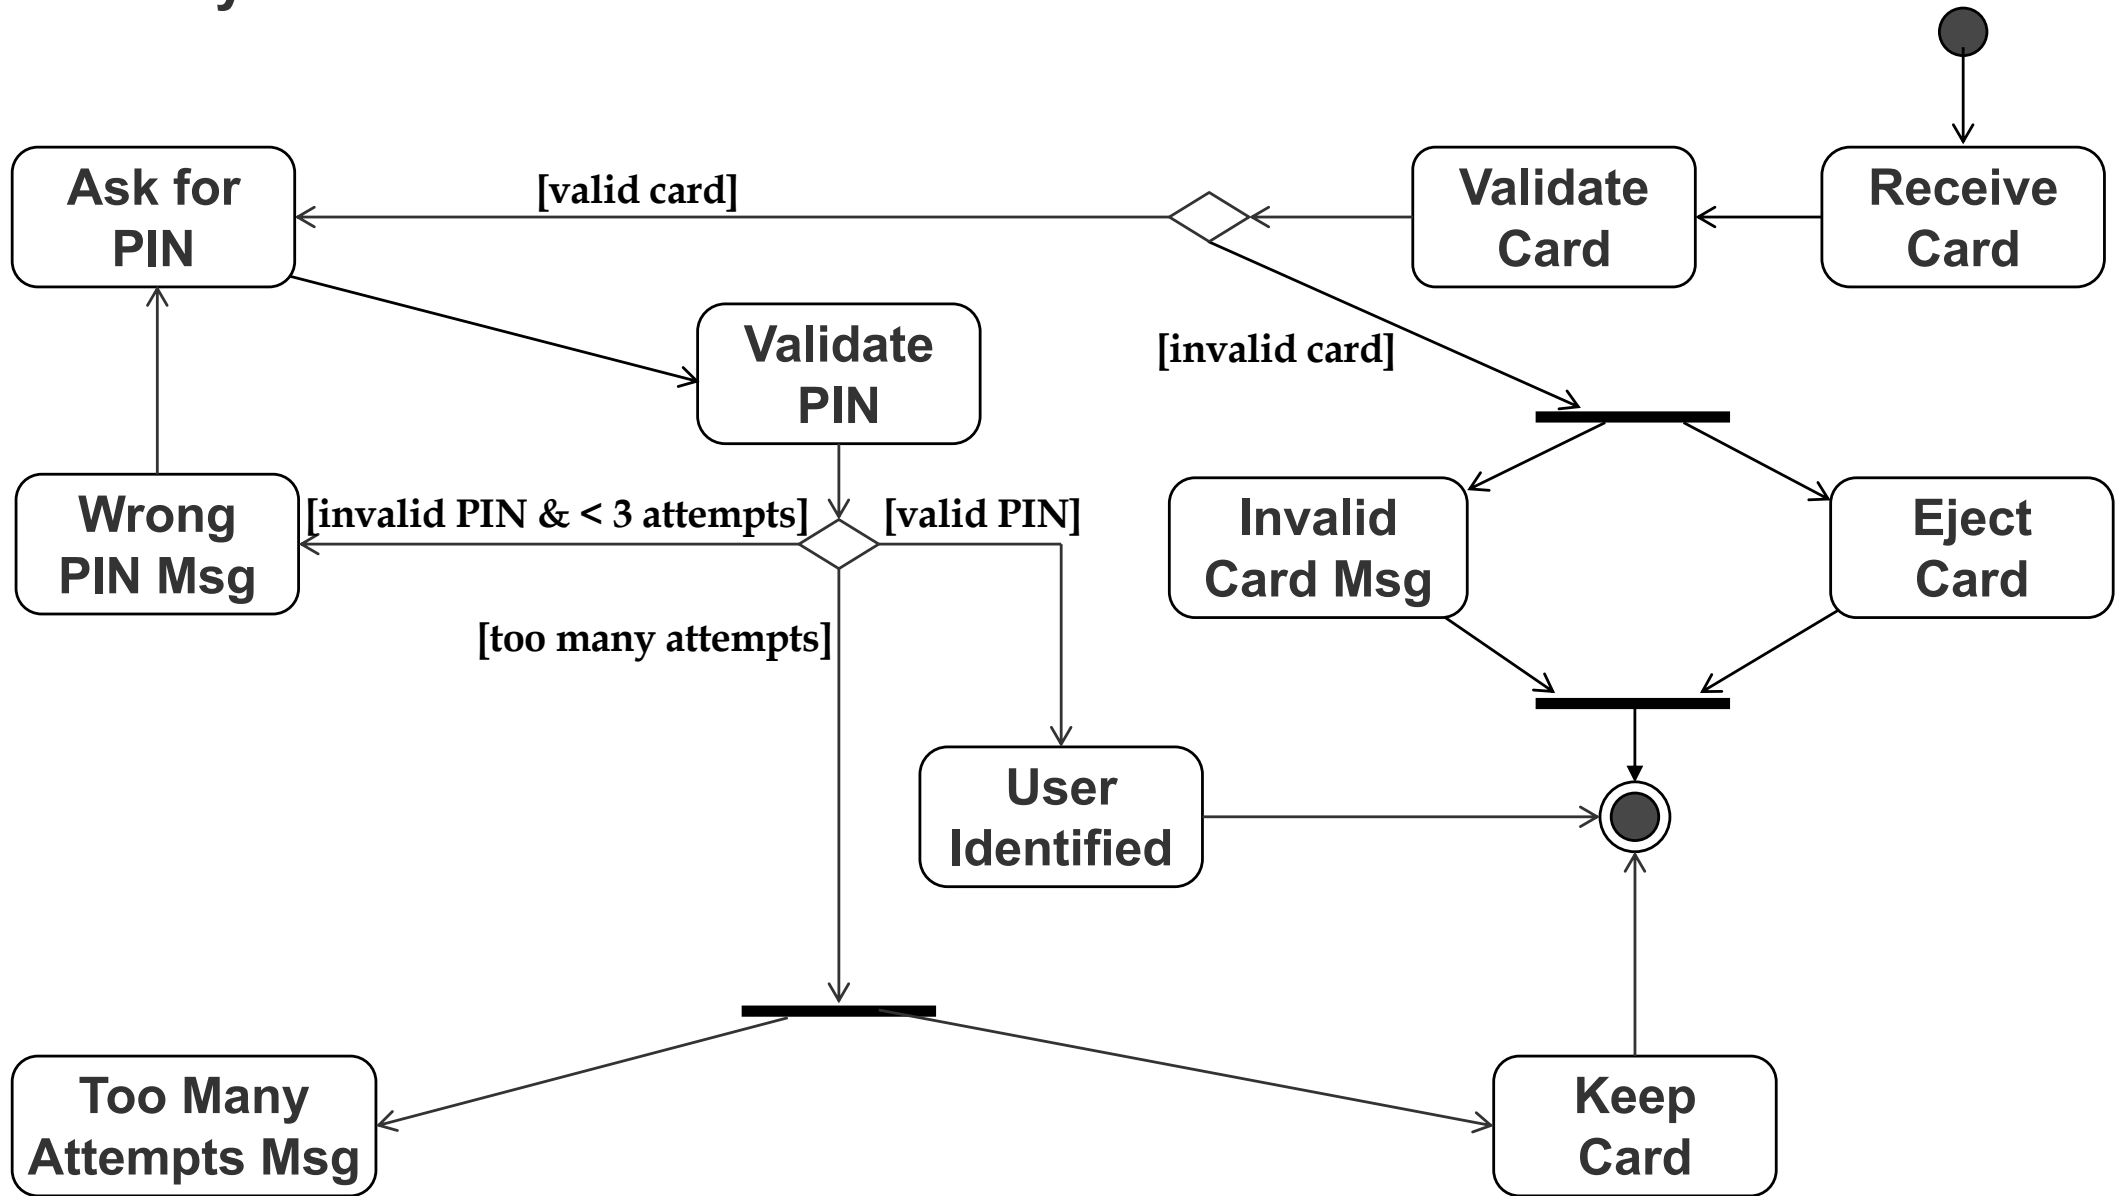 Ask for
PIN
[valid card]
Validate
Card
Receive
Card
Validate
PIN
[invalid card]
Wrong
PIN Msg
[invalid PIN & < 3 attempts]
[valid PIN]
Invalid
Card Msg
Eject
Card
[too many attempts]
User
Identified
Too Many
Attempts Msg
Keep
Card